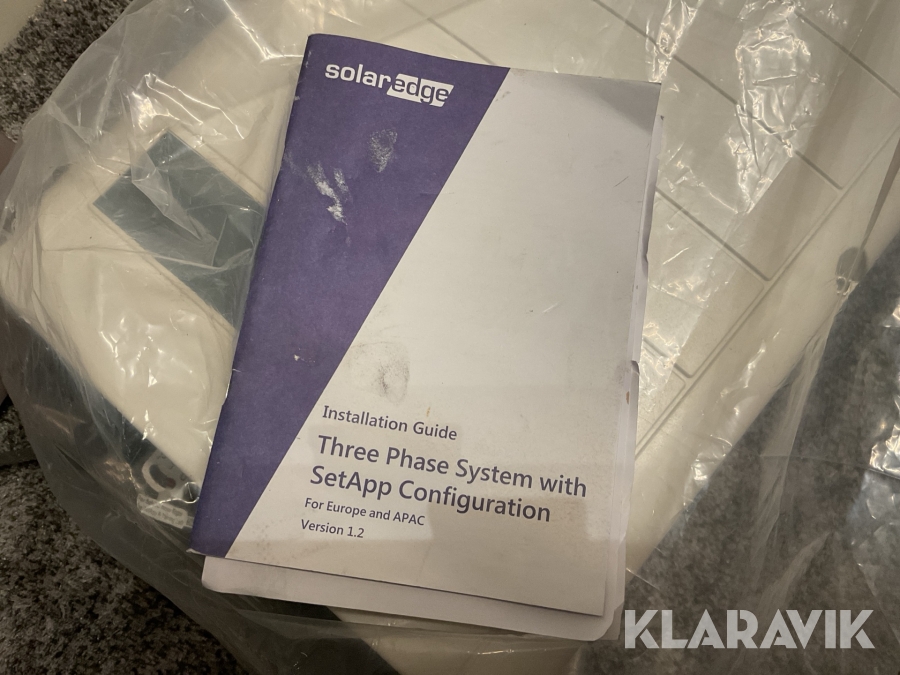 solaredge
Installation Guide
Three Phase System with
SetApp Configuration
For Europe and APAC
Version 1.2
KLARAVIK